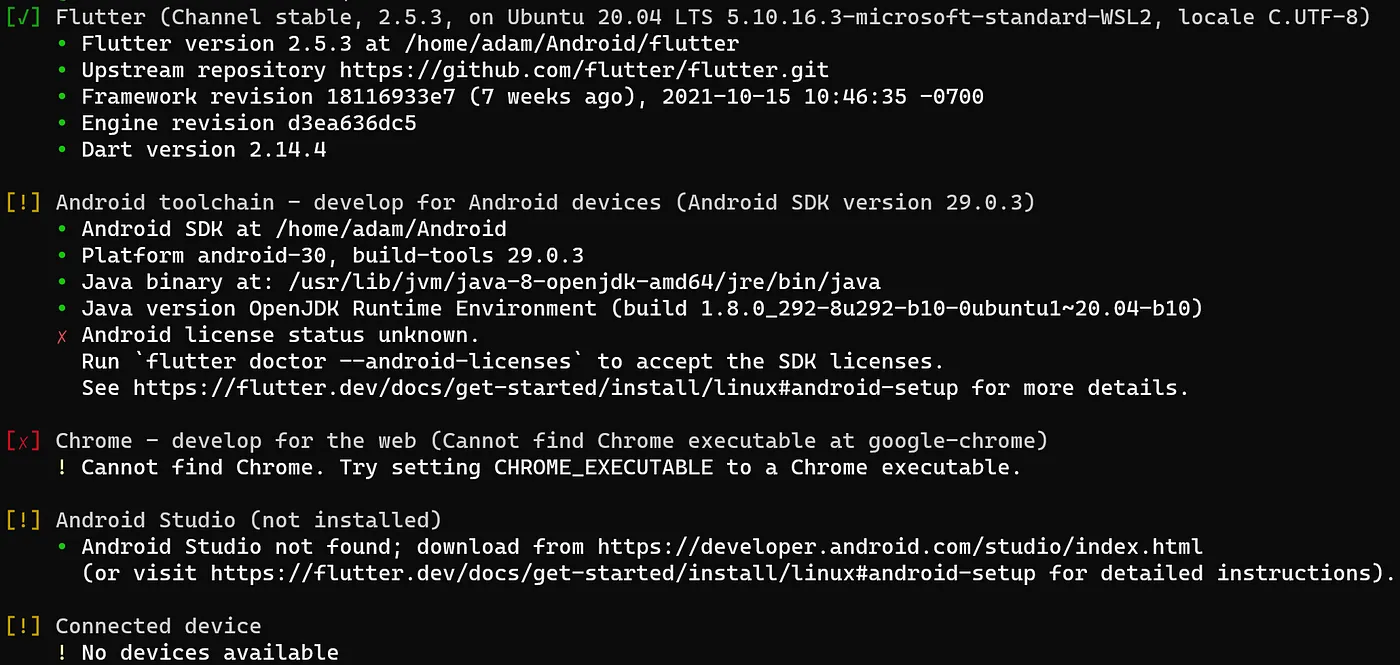 [✓] Flutter (Channel stable, 2.5.3, on Ubuntu 20.04 LTS 5.10.16.3-microsoft-standard-WSL2, locale C.UTF-8)
• Flutter version 2.5.3 at /home/adam/Android/flutter
• Upstream repository https://github.com/flutter/flutter.git
• Framework revision 18116933e7 (7 weeks ago), 2021-10-15 10:46:35 -0700
• Engine revision d3ea636dc5
• Dart version 2.14.4
[!] Android toolchain - develop for Android devices (Android SDK version 29.0.3)
• Android SDK at /home/adam/Android
• Platform android-30, build-tools 29.0.3
• Java binary at: /usr/lib/jvm/java-8-openjdk-amd64/jre/bin/java
• Java version OpenJDK Runtime Environment (build 1.8.0_292-8u292-b10-0ubuntu1~20.04-b10)
✗ Android license status unknown.
Run `flutter doctor --android-licenses` to accept the SDK licenses.
See https://flutter.dev/docs/get-started/install/linux#android-setup for more details.
[✗] Chrome - develop for the web (Cannot find Chrome executable at google-chrome)
! Cannot find Chrome. Try setting CHROME_EXECUTABLE to a Chrome executable.
[!] Android Studio (not installed)
• Android Studio not found; download from https://developer.android.com/studio/index.html
(or visit https://flutter.dev/docs/get-started/install/linux#android-setup for detailed instructions).
[!] Connected device
! No devices available